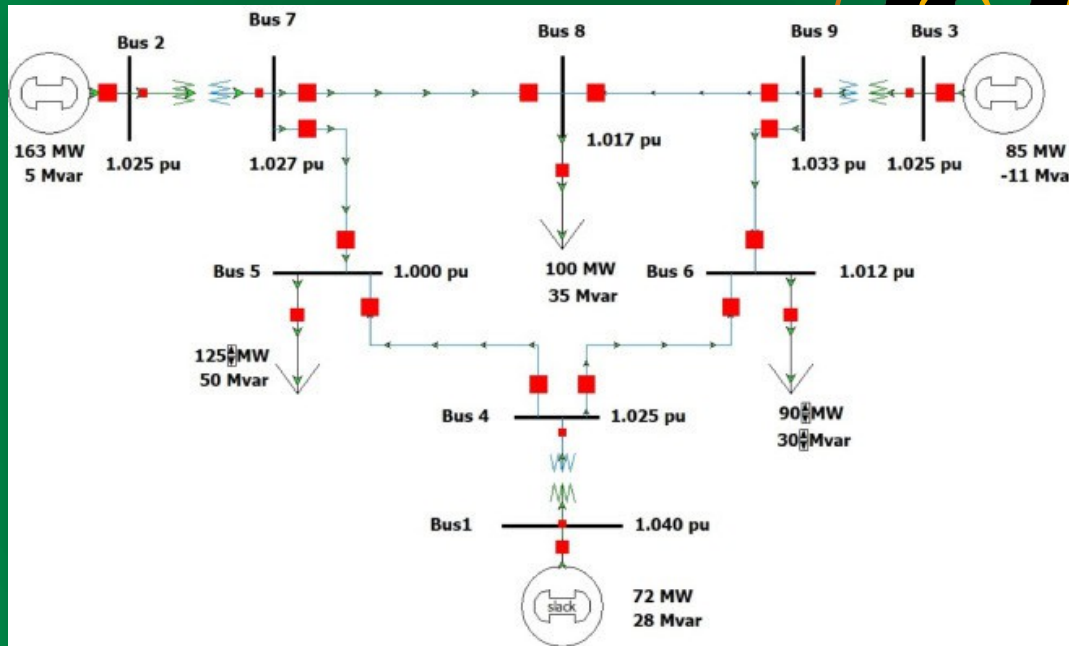 Bus 2
Bus 7
Bus 8
Bus 9
Bus 3
163 MW
5 Mvar
1.025 pu
1.027 pu
1.017 pu
1.033 pu
1.025 pu
85 MW
-11 Mva
Bus 5
1.000 pu
100 MW
35 Mvar
Bus 6
1.012 pu
125 MW
50 Mvar
Bus 4
1.025 pu
90 MW
30 Mvar
Bus1
1.040 pu
slack
72 MW
28 Mvar